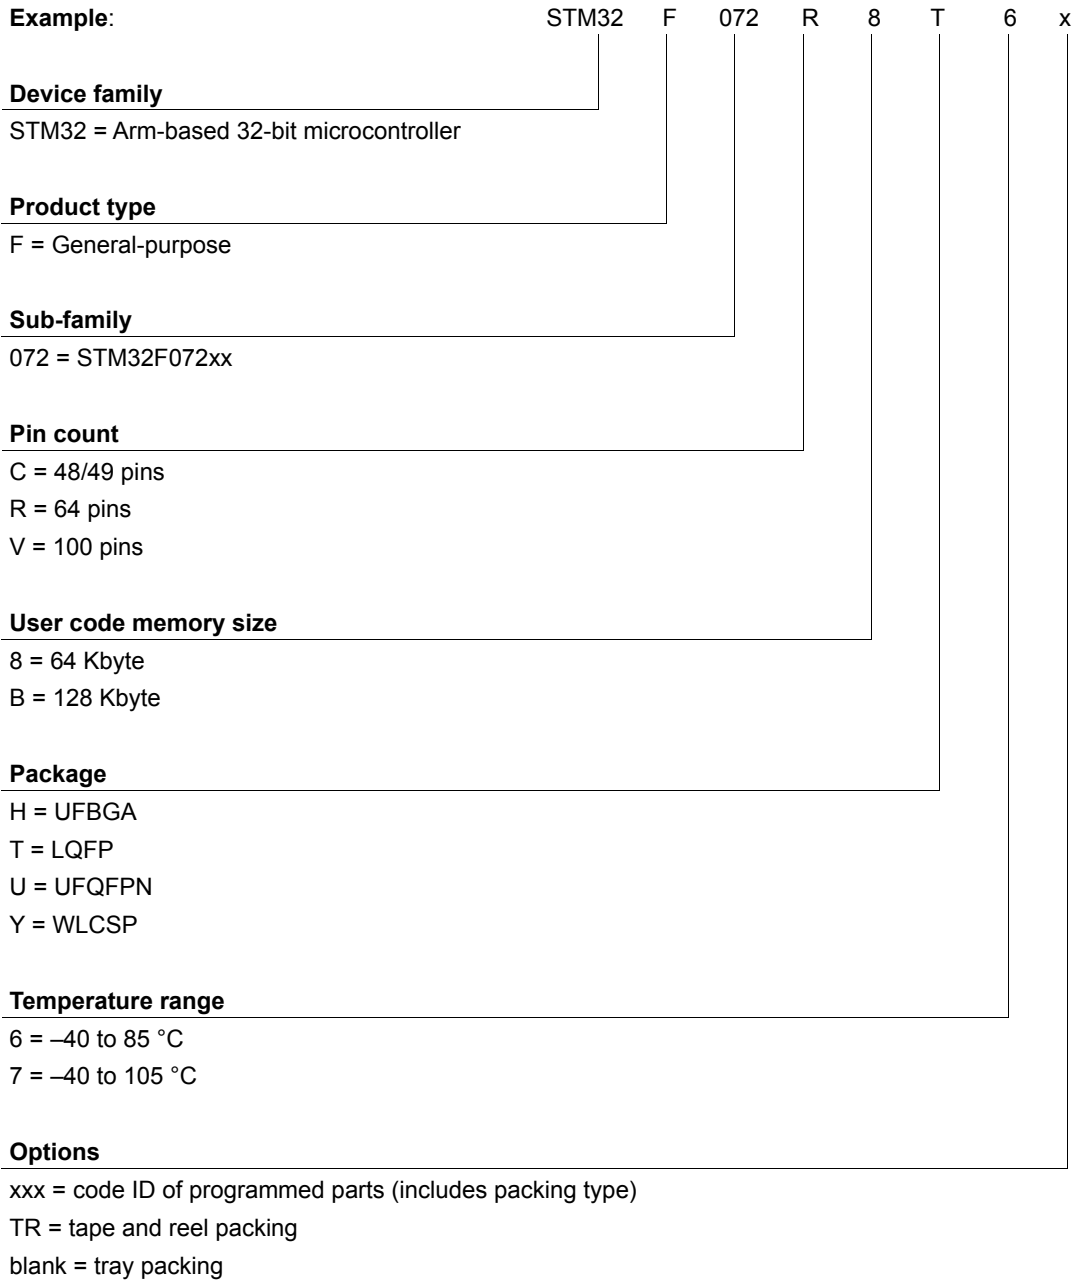 Example: STM32 F 072 R 8 T 6 x
Device family
STM32 = Arm-based 32-bit microcontroller
Product type
F = General-purpose
Sub-family
072 = STM32F072xx
Pin count
C = 48/49 pins
R = 64 pins
V = 100 pins
User code memory size
8 = 64 Kbyte
B = 128 Kbyte
Package
H = UFBGA
T = LQFP
U = UFQFPN
Y = WLCSP
Temperature range
6 = –40 to 85 °C
7 = –40 to 105 °C
Options
xxx = code ID of programmed parts (includes packing type)
TR = tape and reel packing
blank = tray packing